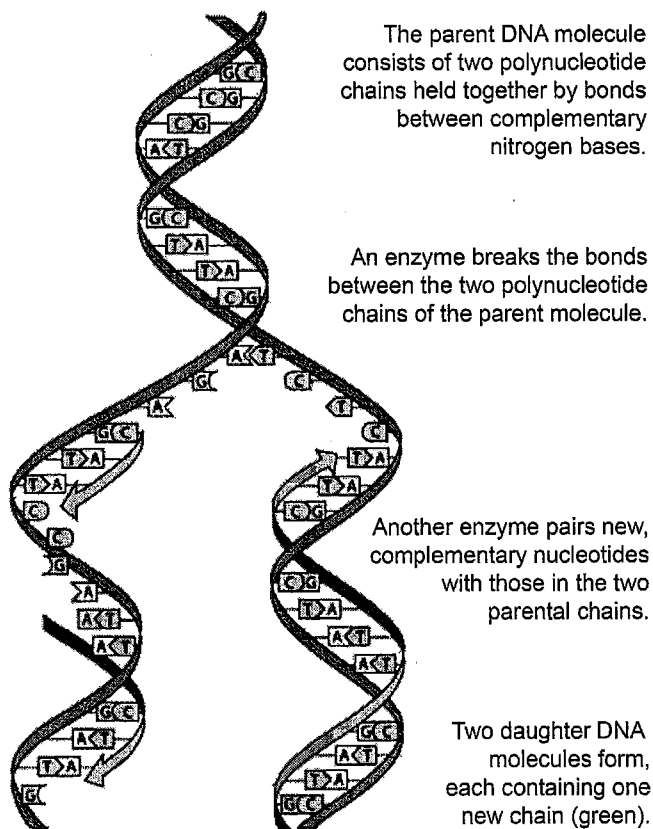 The parent DNA molecule
consists of two polynucleotide
chains held together by bonds
between complementary
nitrogen bases.
G C
C G
C G
A T
An enzyme breaks the bonds
between the two polynucleotide
chains of the parent molecule.
G C
T A
T A
C G
A T
G C
A T
G C C
T A T A
T A T A
C C G
C
G C G
A T A
A T A T
A T A T
Another enzyme pairs new,
complementary nucleotides
with those in the two
parental chains.
G C G C
A T A T
T A T A
G G C
Two daughter DNA
molecules form,
each containing one
new chain (green).